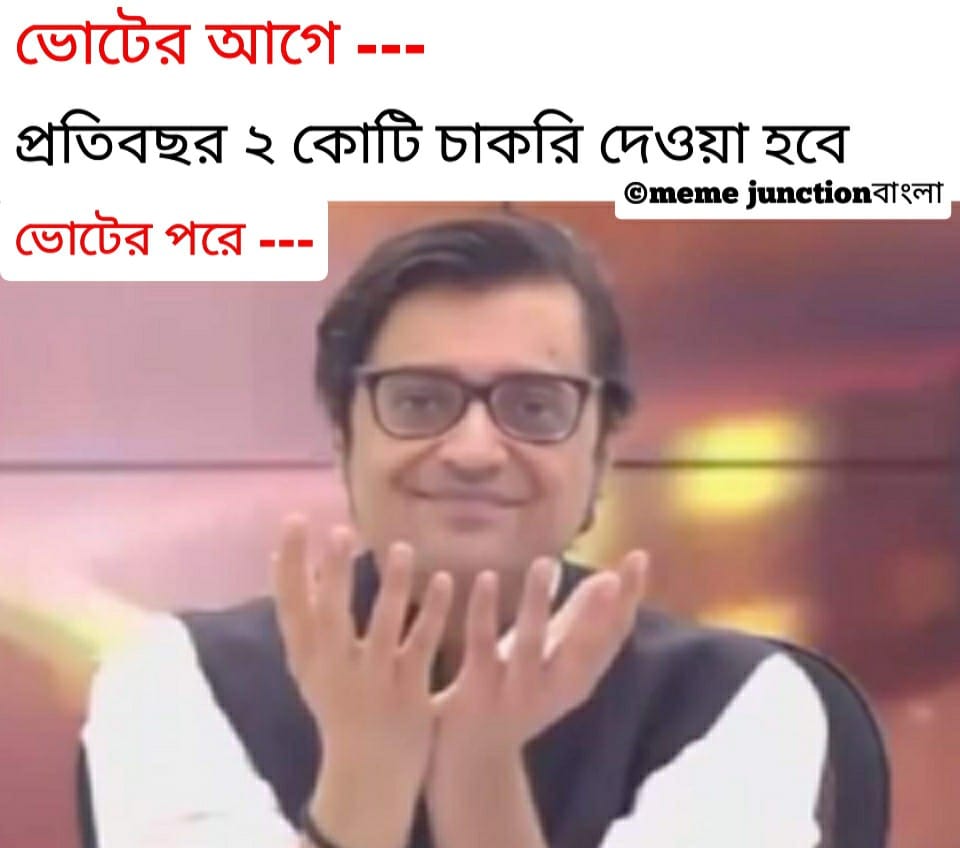 ভোটের আগে ---
প্রতিবছর ২ কোটি চাকরি দেওয়া হবে
©meme junctionবাংলা
ভোটের পরে ---